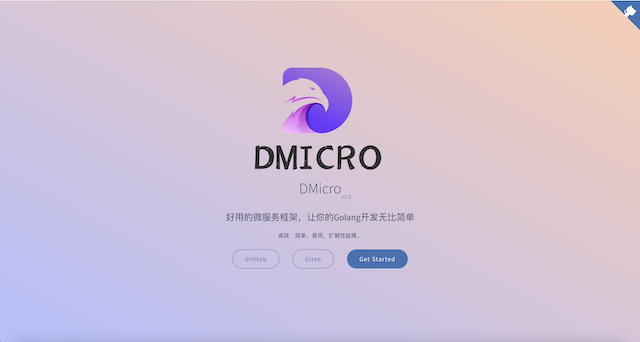 DMICRO
DMicro v1.0
好用的微服务框架，让你的Golang开发无比简单
高效、简单、易用、扩展性超棒。
GitHub
Gitee
Get Started